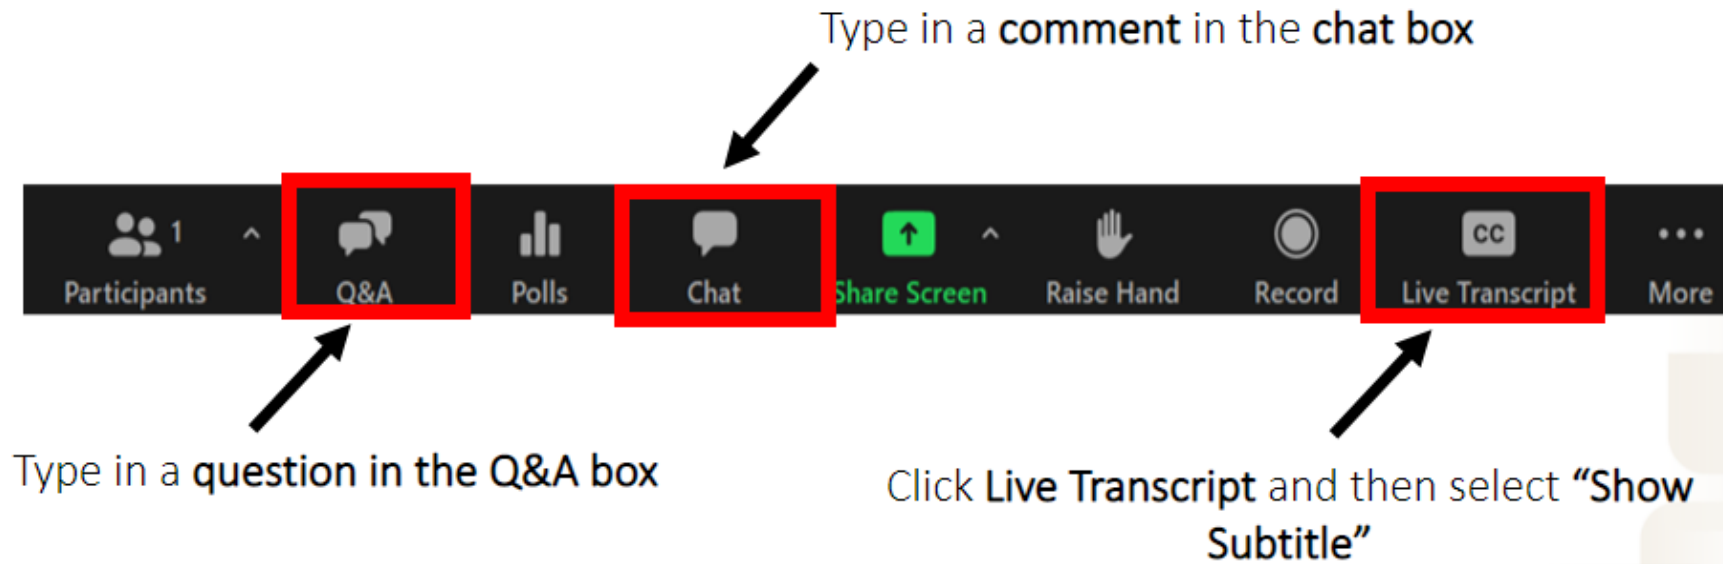 Type in a comment in the chat box
1
Participants
Q&A
Polls
Chat
Share Screen
Raise Hand
Record
CC
Live Transcript
More
Type in a question in the Q&A box
Click Live Transcript and then select “Show
Subtitle”